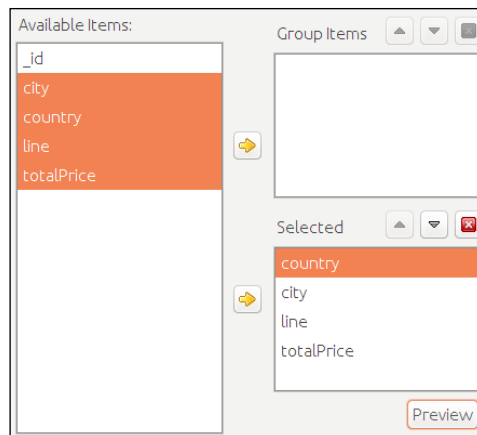 Available Items:
_id
city
country
line
totalPrice
Group Items
Selected
country
city
line
totalPrice
Preview